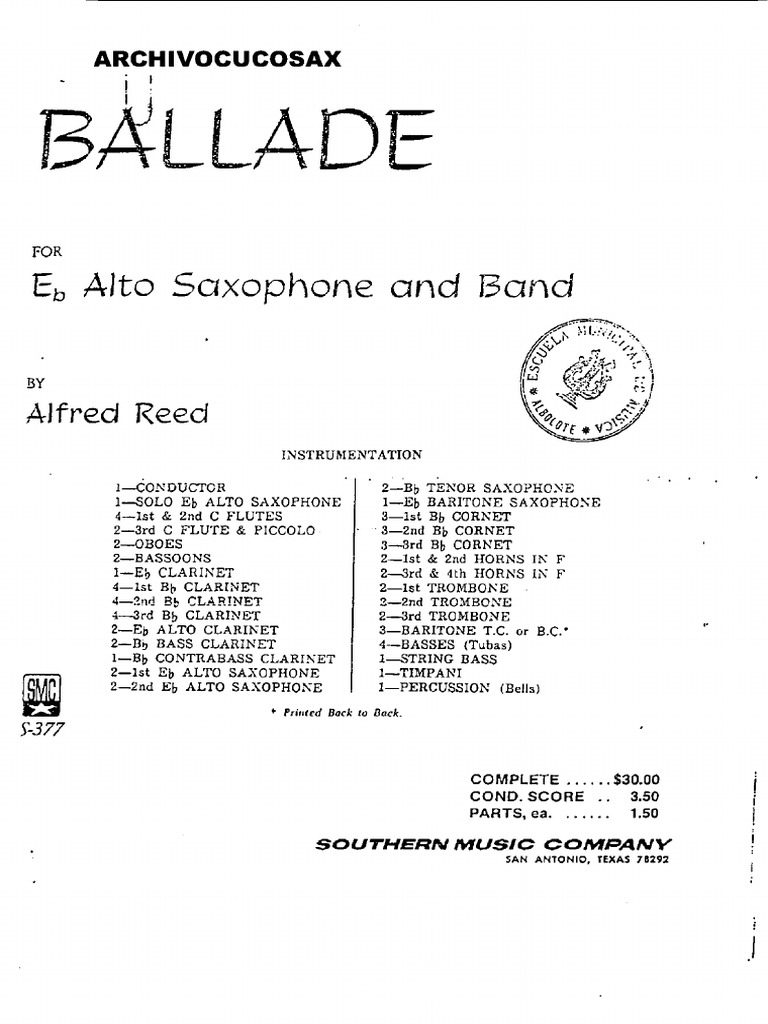 ARCHIVOCUCOSAX
BALLADE
FOR
E♭ Alto Saxophone and Band
ESCUELA MUNICIPAL DE MUSICA
* ALBOLOTE *
BY
Alfred Reed
INSTRUMENTATION
1—CONDUCTOR
1—SOLO E♭ ALTO SAXOPHONE
4—1st & 2nd C FLUTES
2—3rd C FLUTE & PICCOLO
2—OBOES
2—BASSOONS
1—E♭ CLARINET
4—1st B♭ CLARINET
4—2nd B♭ CLARINET
4—3rd B♭ CLARINET
2—E♭ ALTO CLARINET
2—B♭ BASS CLARINET
1—B♭ CONTRABASS CLARINET
2—1st E♭ ALTO SAXOPHONE
2—2nd E♭ ALTO SAXOPHONE
2—B♭ TENOR SAXOPHONE
1—E♭ BARITONE SAXOPHONE
3—1st B♭ CORNET
3—2nd B♭ CORNET
3—3rd B♭ CORNET
2—1st & 2nd HORNS IN F
2—3rd & 4th HORNS IN F
2—1st TROMBONE
2—2nd TROMBONE
2—3rd TROMBONE
3—BARITONE T.C. or B.C.*
4—BASSES (Tubas)
1—STRING BASS
1—TIMPANI
1—PERCUSSION (Bells)
* Printed Back to Back.
SMC
S-377
COMPLETE ......$30.00
COND. SCORE .. 3.50
PARTS, ea. ...... 1.50
SOUTHERN MUSIC COMPANY
SAN ANTONIO, TEXAS 78292